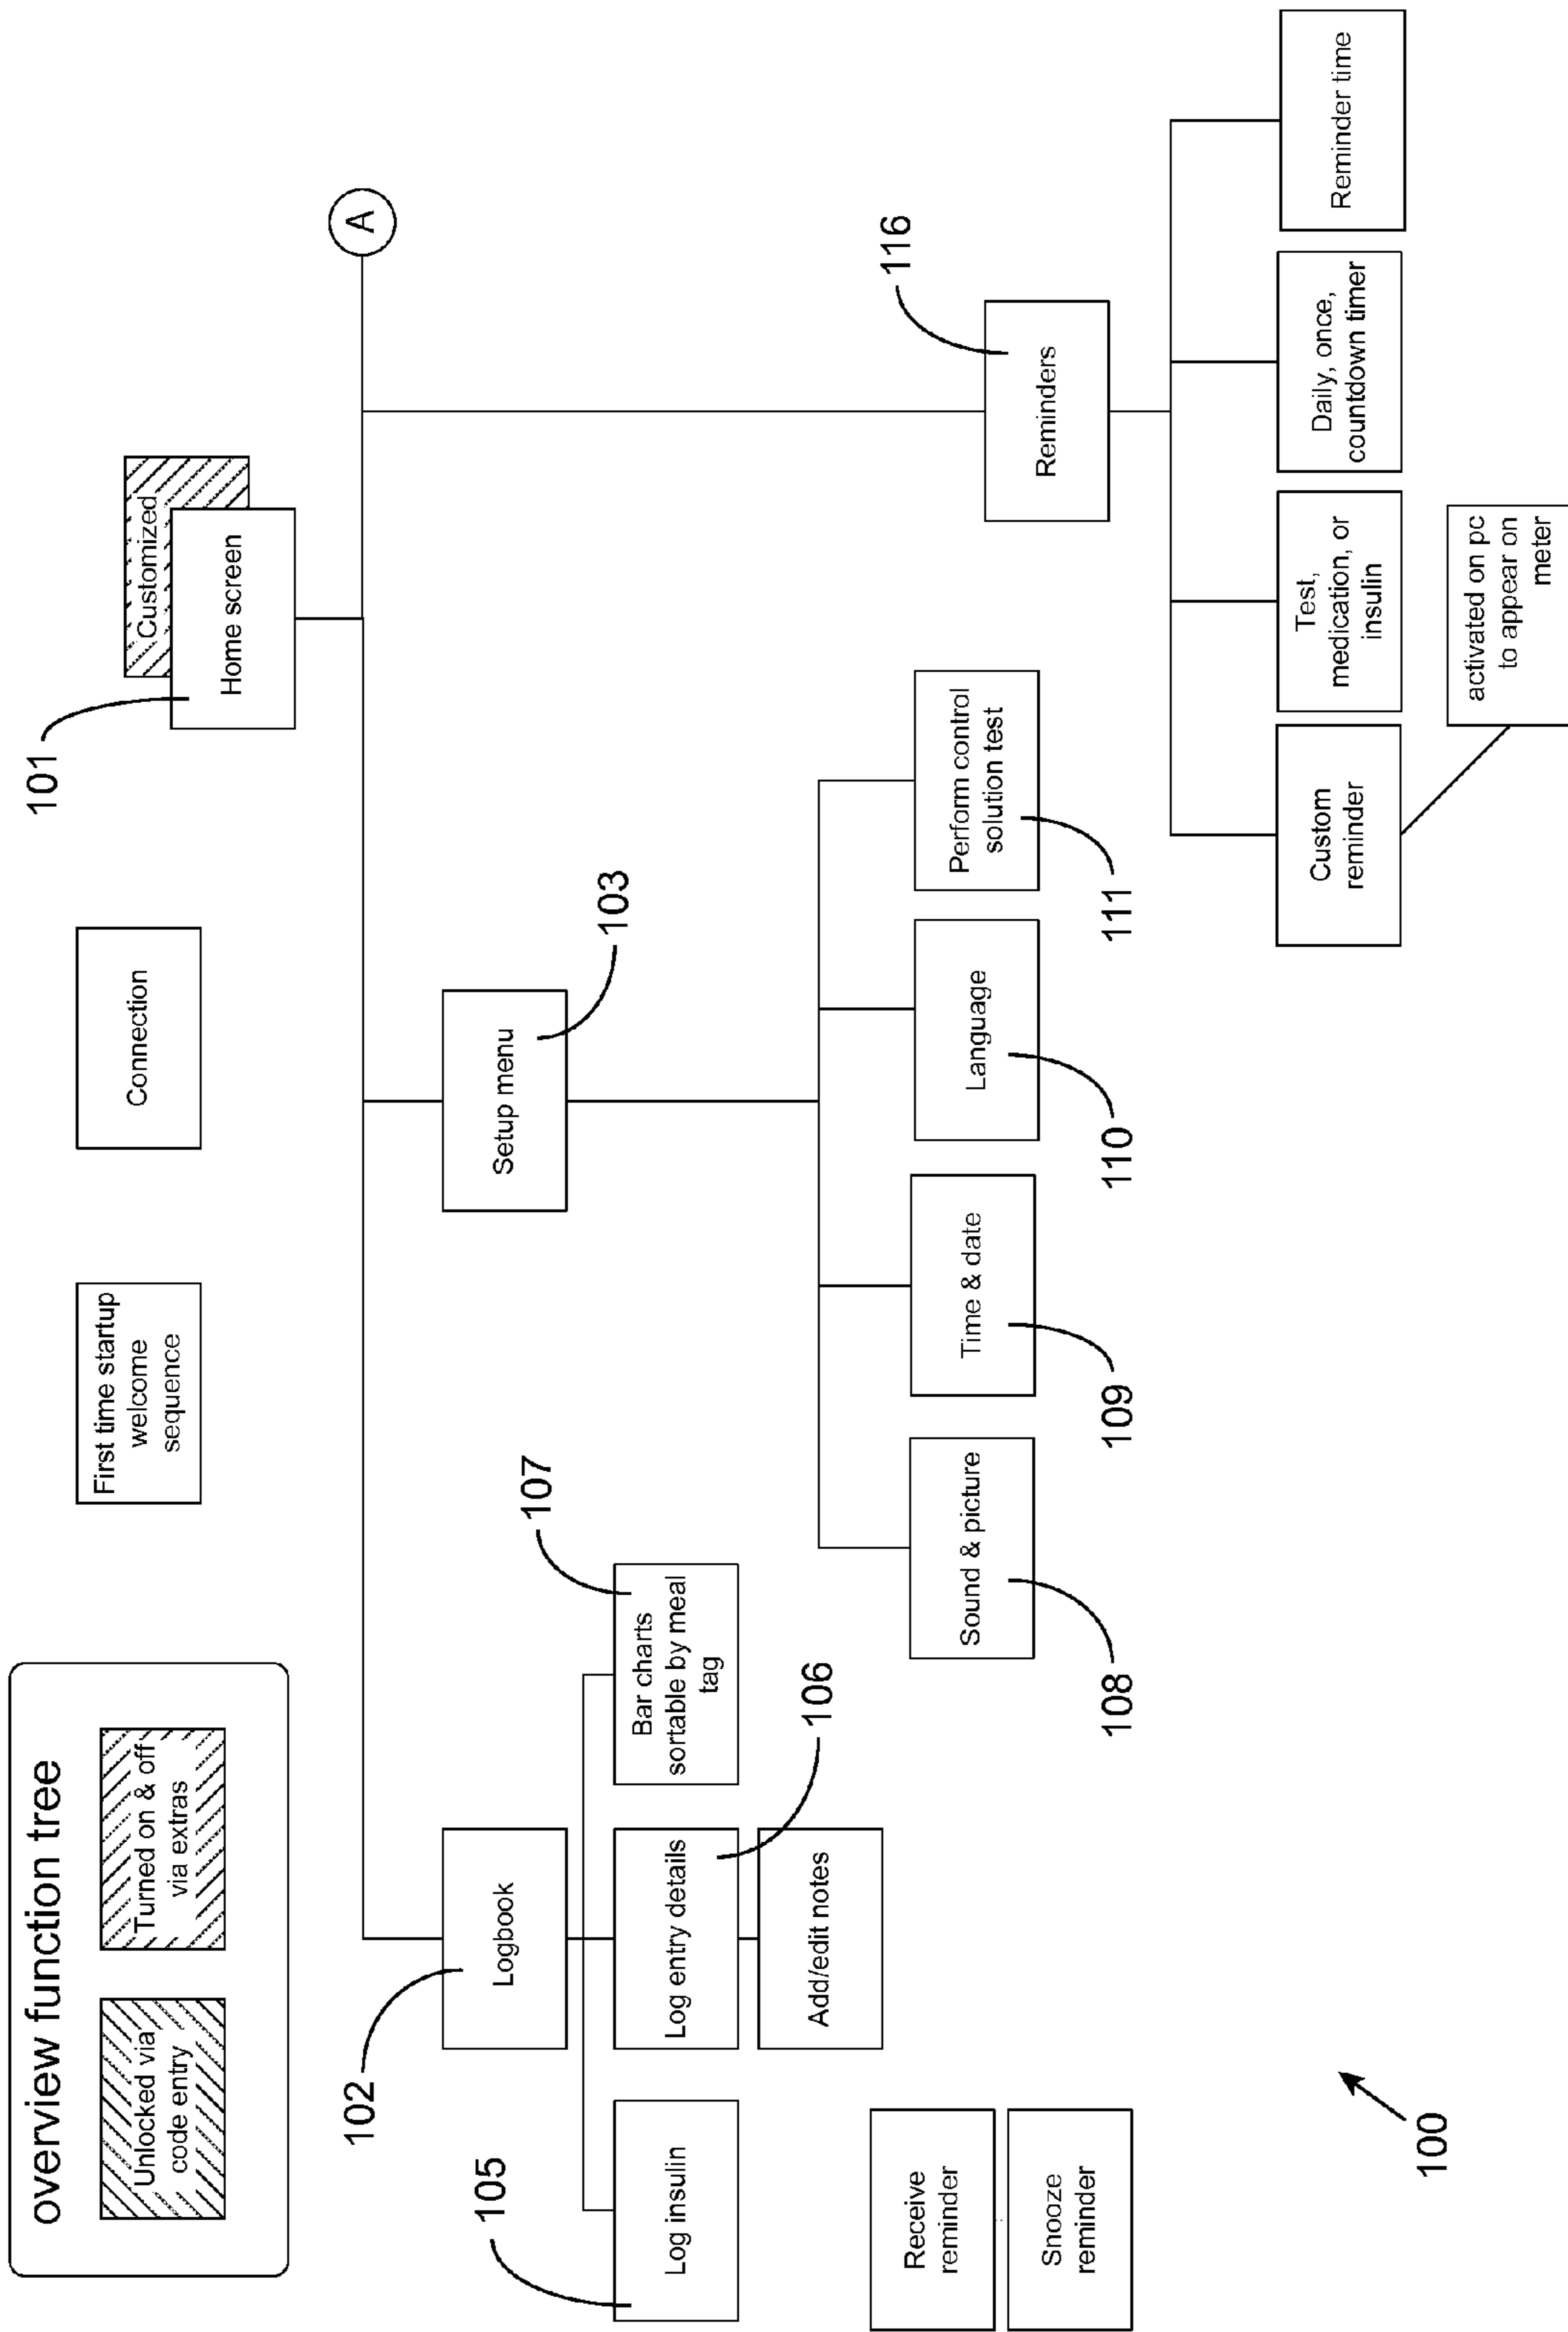 overview function tree
Unlocked via
code entry
Turned on & off
via extras
First time startup
welcome
sequence
Connection
101
Customized
Home screen
A
102
Logbook
103
Setup menu
116
Reminders
105
Log insulin
Log entry details
106
Bar charts
sortable by meal
tag
107
Add/edit notes
Sound & picture
108
Time & date
109
Language
110
Perform control
solution test
111
Receive
reminder
Snooze
reminder
Custom
reminder
Test,
medication, or
insulin
Daily, once,
countdown timer
Reminder time
activated on pc
to appear on
meter
100